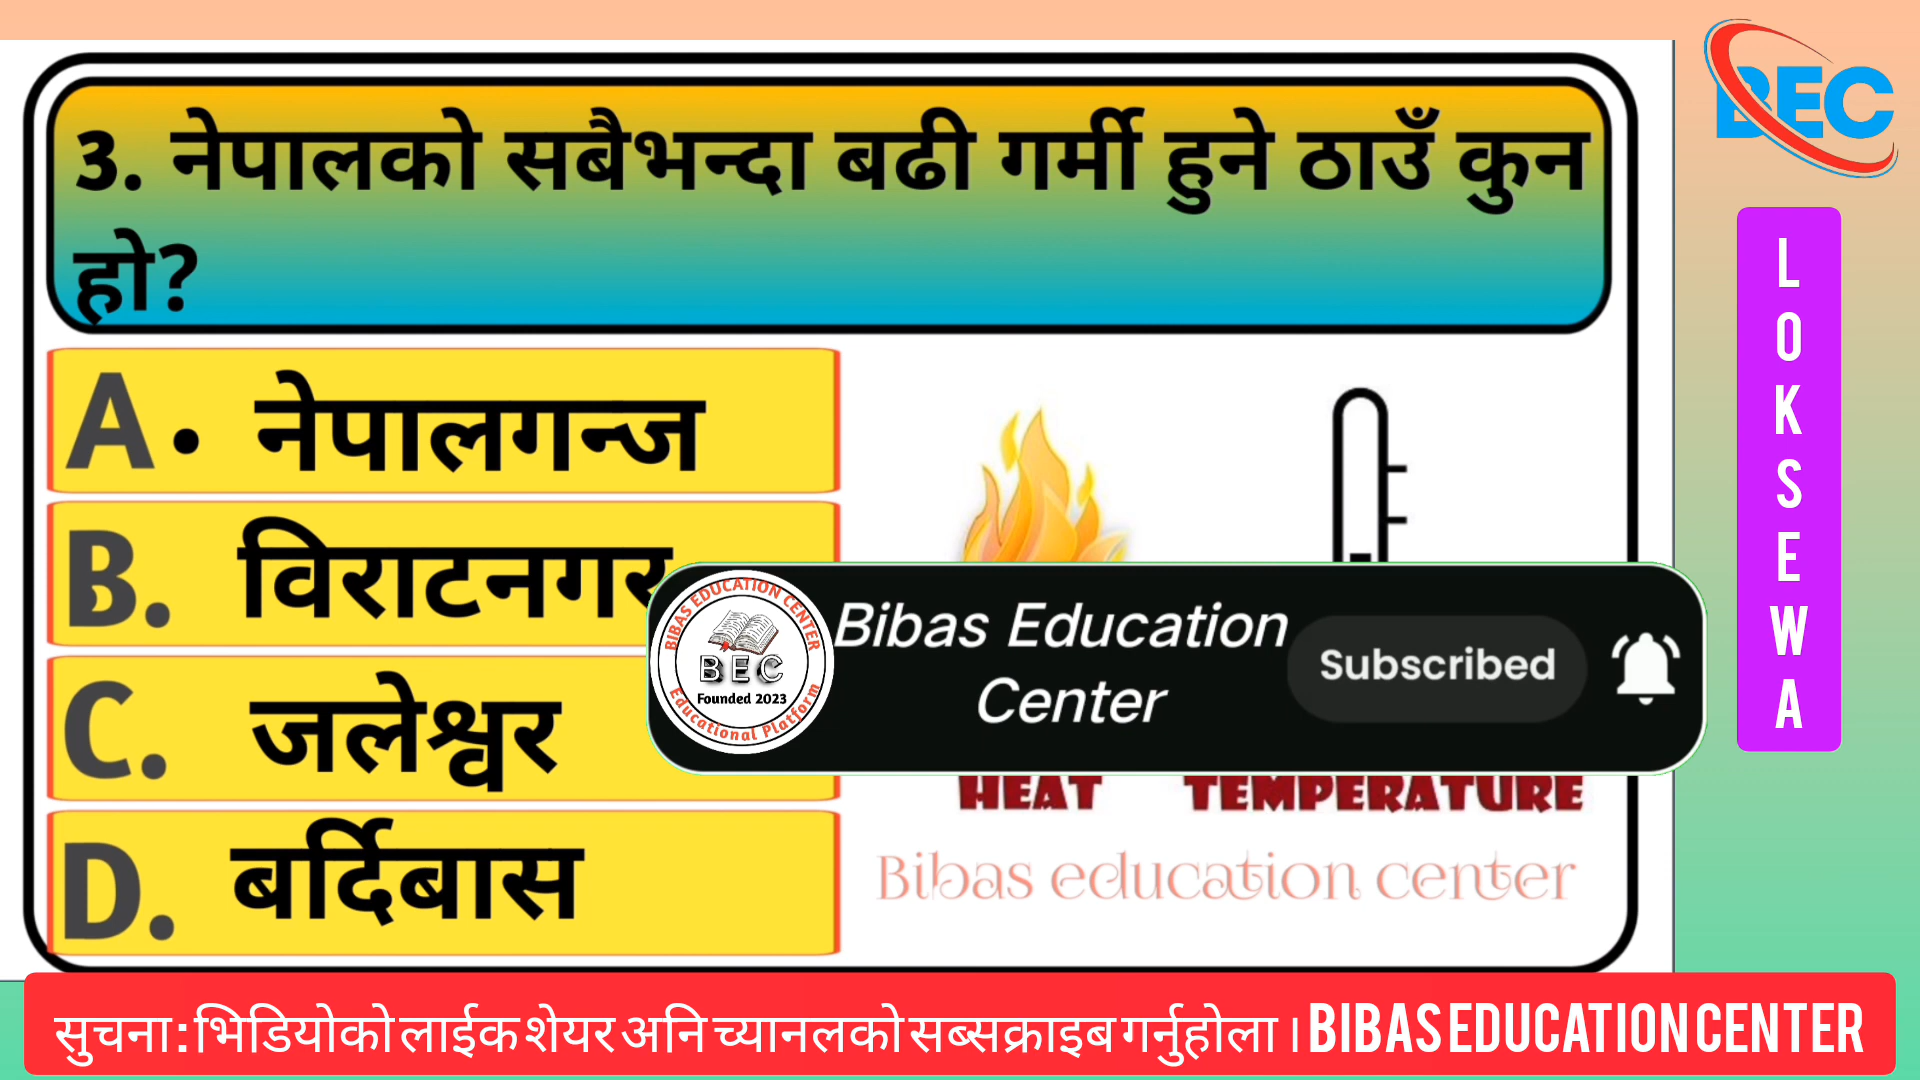 BEC
3. नेपालको सबैभन्दा बढी गर्मी हुने ठाउँ कुन
हो?
A. नेपालगन्ज
B. विराटनगर
C. जलेश्वर
D. बर्दिबास
BIBAS EDUCATION CENTER
BEC
Founded 2023
Educational Platform
Bibas Education
Center
Subscribed
HEAT TEMPERATURE
Bibas education center
L
O
K
S
E
W
A
सुचना : भिडियोको लाईक शेयर अनि च्यानलको सब्सक्राइब गर्नुहोला । BIBAS EDUCATION CENTER